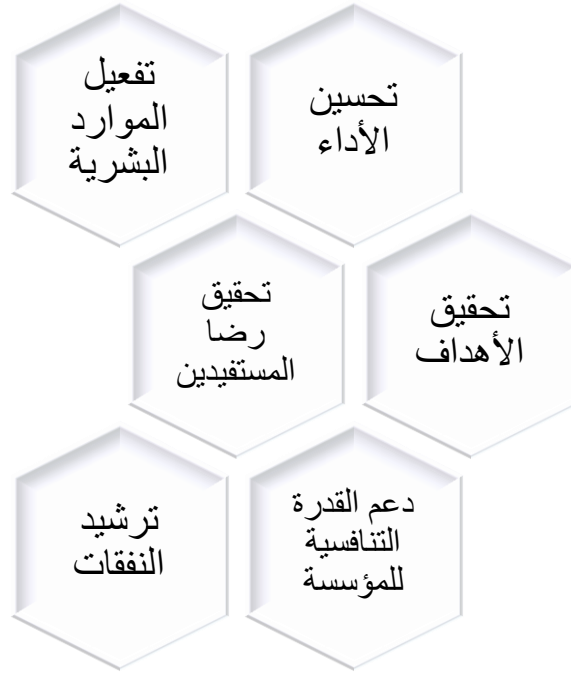 تحسين
الأداء
تفعيل
الموارد
البشرية
تحقيق
الأهداف
تحقيق
رضا
المستفيدين
دعم القدرة
التنافسية
للمؤسسة
ترشيد
النفقات